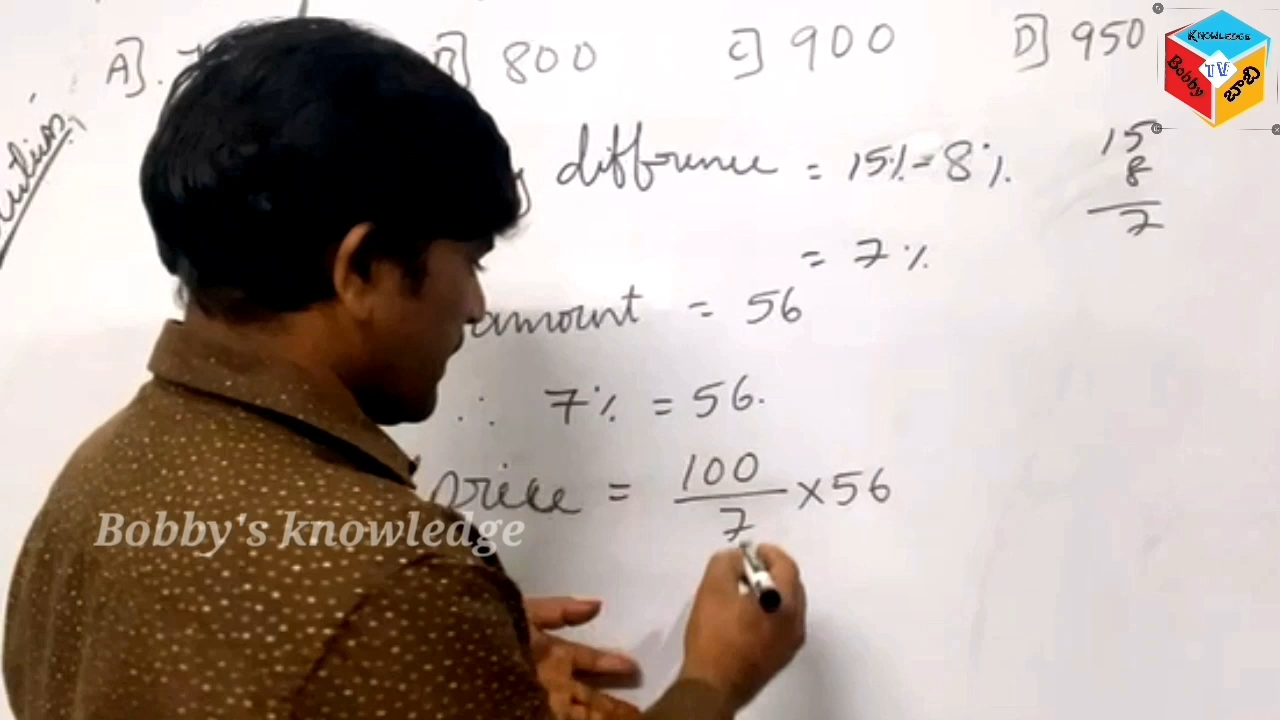 A]. B] 800 C] 900 D] 950
KNOWLEDGE
Bobby TV
difference = 15% - 8%.
15
8
7
= 7%
amount = 56
∴ 7% = 56.
price = 100/7 × 56
Bobby's knowledge